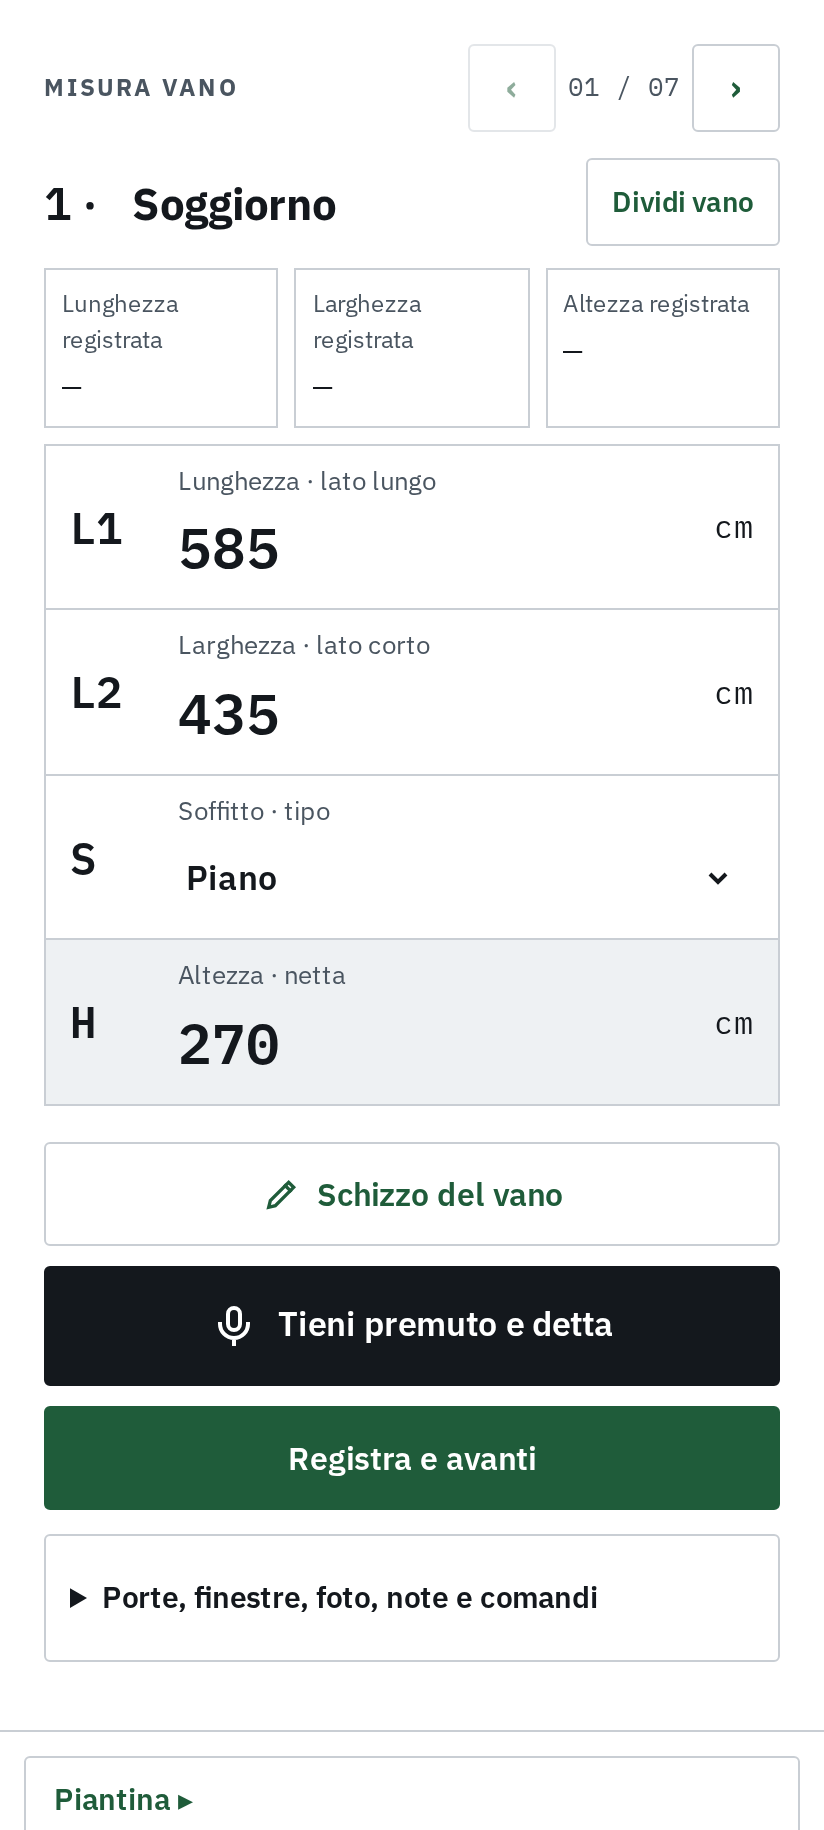 MISURA VANO
‹ 01 / 07 ›
1 · Soggiorno
Dividi vano
Lunghezza
registrata
—
Larghezza
registrata
—
Altezza registrata
—
L1
Lunghezza · lato lungo
585
cm
L2
Larghezza · lato corto
435
cm
S
Soffitto · tipo
Piano
H
Altezza · netta
270
cm
Schizzo del vano
Tieni premuto e detta
Registra e avanti
▶ Porte, finestre, foto, note e comandi
Piantina ▸